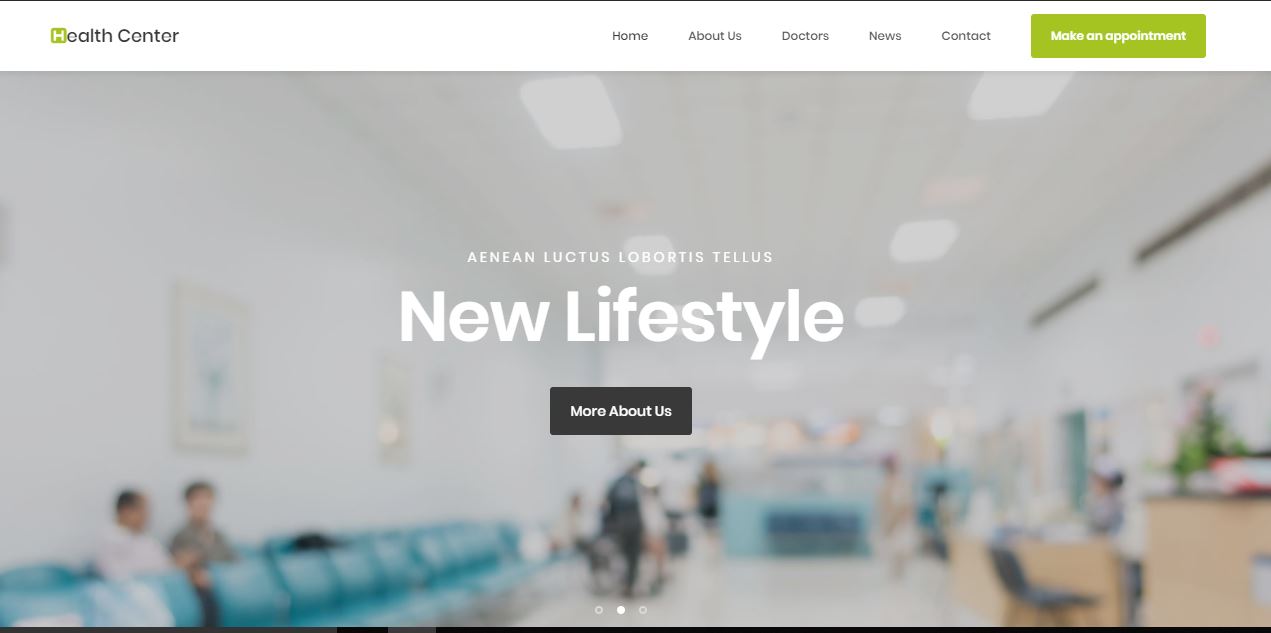 Health Center
Home
About Us
Doctors
News
Contact
Make an appointment
AENEAN LUCTUS LOBORTIS TELLUS
New Lifestyle
More About Us